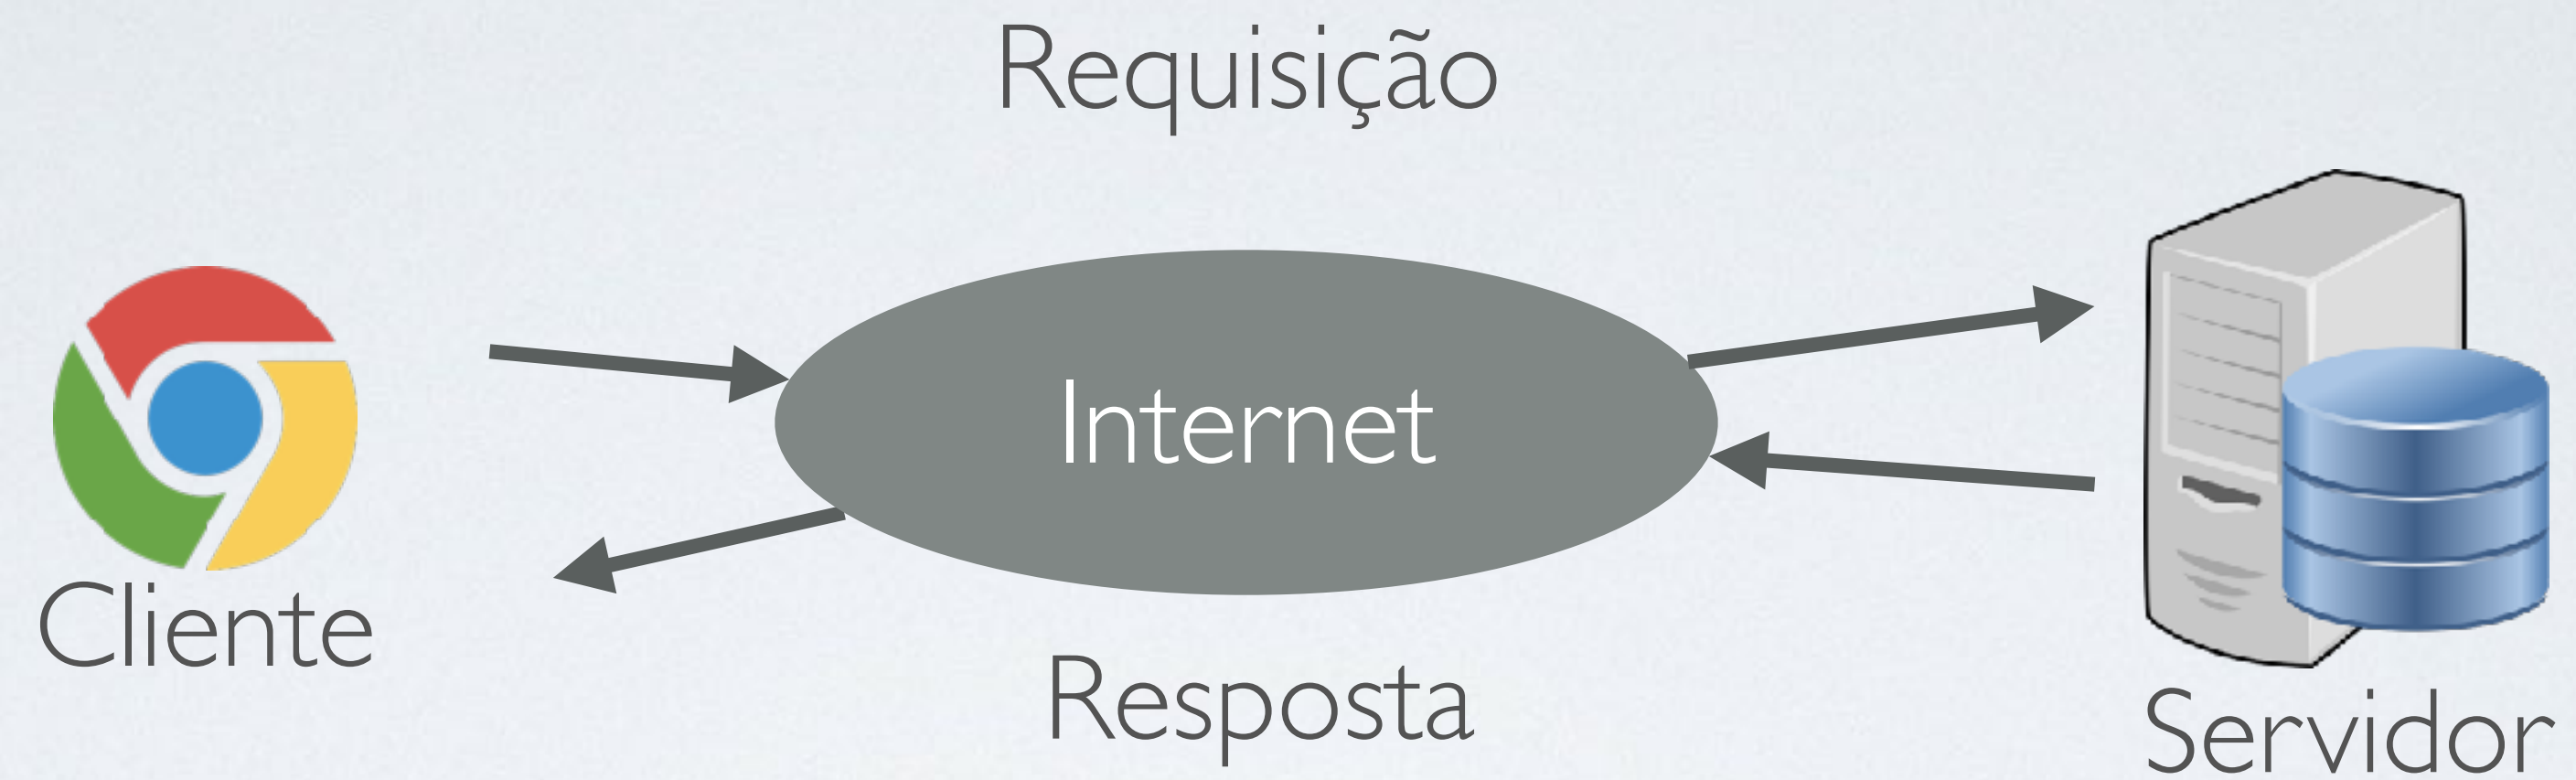 Requisição
Internet
Cliente
Resposta
Servidor